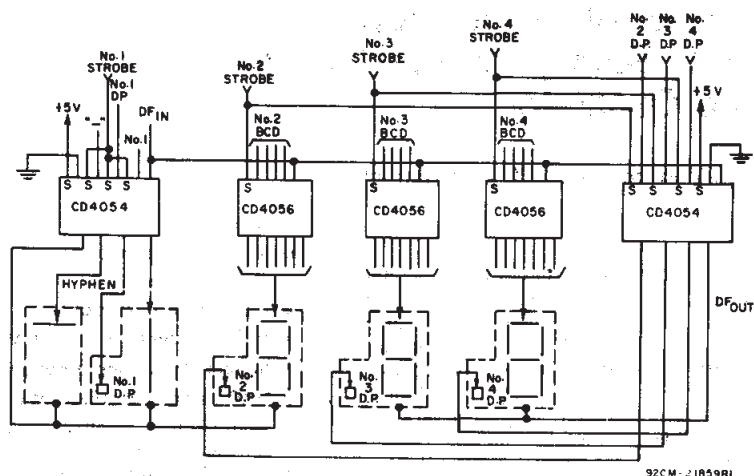 No. 1
STROBE
No. 1
DP
+5V
"–"
DF IN
No. 1
No. 2
STROBE
No. 3
STROBE
No. 4
STROBE
No.
2
D.P.
No.
3
D.P.
No.
4
D.P
+5V
No. 2
BCD
No. 3
BCD
No. 4
BCD
S S S S
CD4054
S
CD4056
S
CD4056
S
CD4056
S S S S
CD4054
HYPHEN
DF OUT
No. 1
D.P.
No.
2
D.P
No.
3
D.P.
No.
4
D.P.
92CM-21859R1